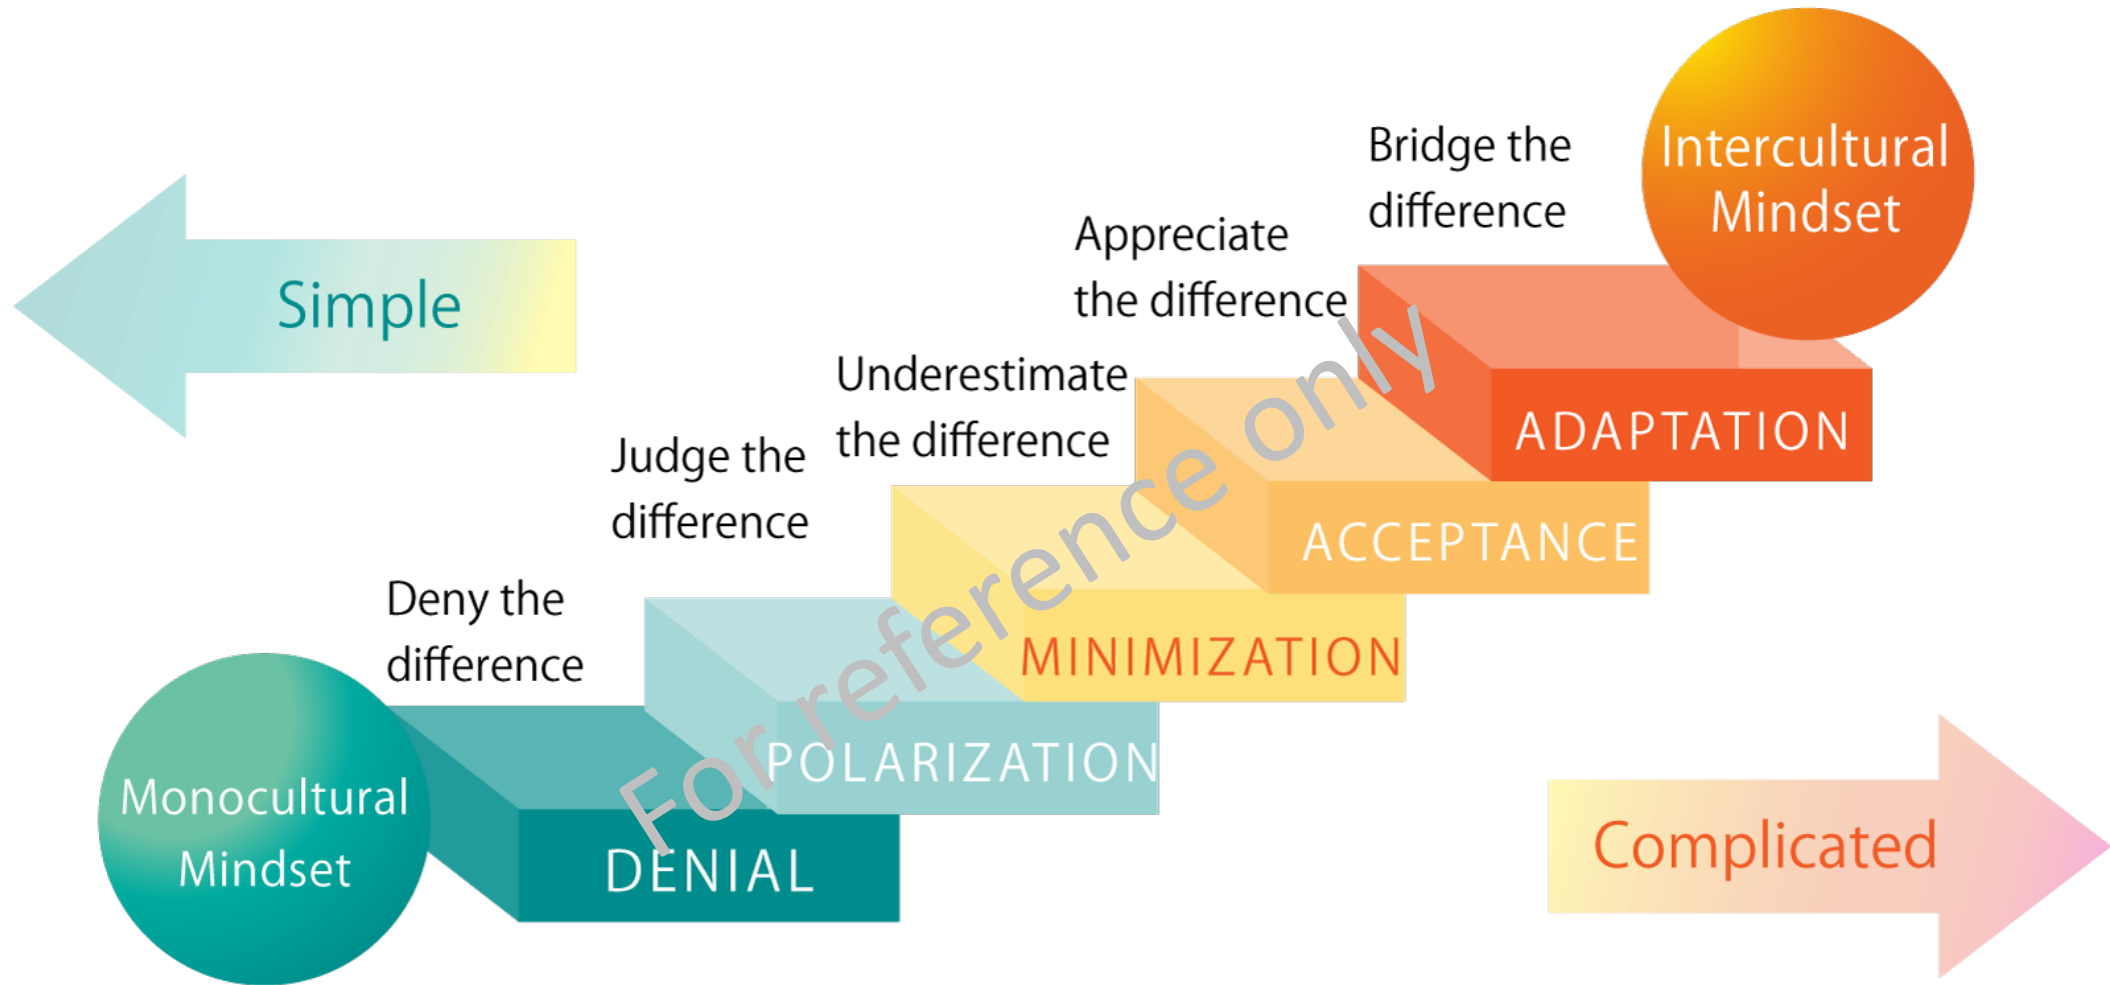 Intercultural
Mindset
Bridge the
difference
Appreciate
the difference
Simple
Underestimate
the difference
ADAPTATION
Judge the
difference
ACCEPTANCE
Deny the
difference
MINIMIZATION
POLARIZATION
Monocultural
Mindset
DENIAL
Complicated
For reference only